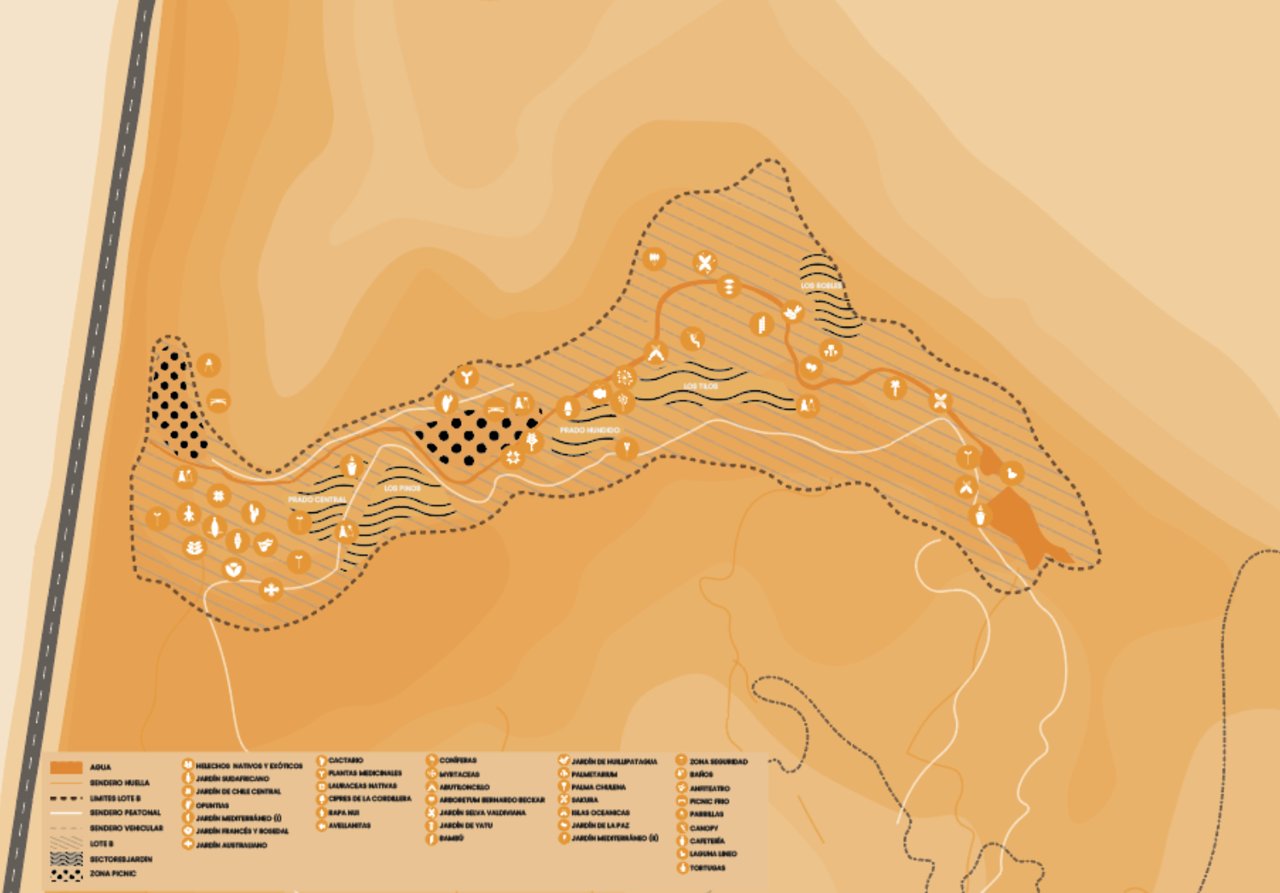 LOS ROBLES
LOS TILOS
PRADO HUNDIDO
LOS PINOS
PRADO CENTRAL
AGUA
SENDERO HUELLA
LIMITES LOTE B
SENDERO PEATONAL
SENDERO VEHICULAR
LOTE B
SECTORESJARDIN
ZONA PICNIC
HELECHOS NATIVOS Y EXÓTICOS
JARDÍN SUDAFRICANO
JARDÍN DE CHILE CENTRAL
OPUNTIAS
JARDÍN MEDITERRÁNEO (I)
JARDÍN FRANCÉS Y ROSEDAL
JARDÍN AUSTRALIANO
CACTARIO
PLANTAS MEDICINALES
LAURACEAS NATIVAS
CIPRES DE LA CORDILLERA
RAPA NUI
AVELLANITAS
CONÍFERAS
MYRTACEAS
ABUTILONCILLO
ARBORETUM BERNARDO BECKAR
JARDÍN SELVA VALDIVIANA
JARDÍN DE YATU
BAMBÚ
JARDÍN DE HUILLIPATAGUA
PALMETARIUM
PALMA CHILENA
SAKURA
ISLAS OCEANICAS
JARDÍN DE LA PAZ
JARDÍN MEDITERRÁNEO (II)
ZONA SEGURIDAD
BAÑOS
ANFITEATRO
PICNIC FRIO
PARRILLAS
CANOPY
CAFETERÍA
LAGUNA LINEO
TORTUGAS